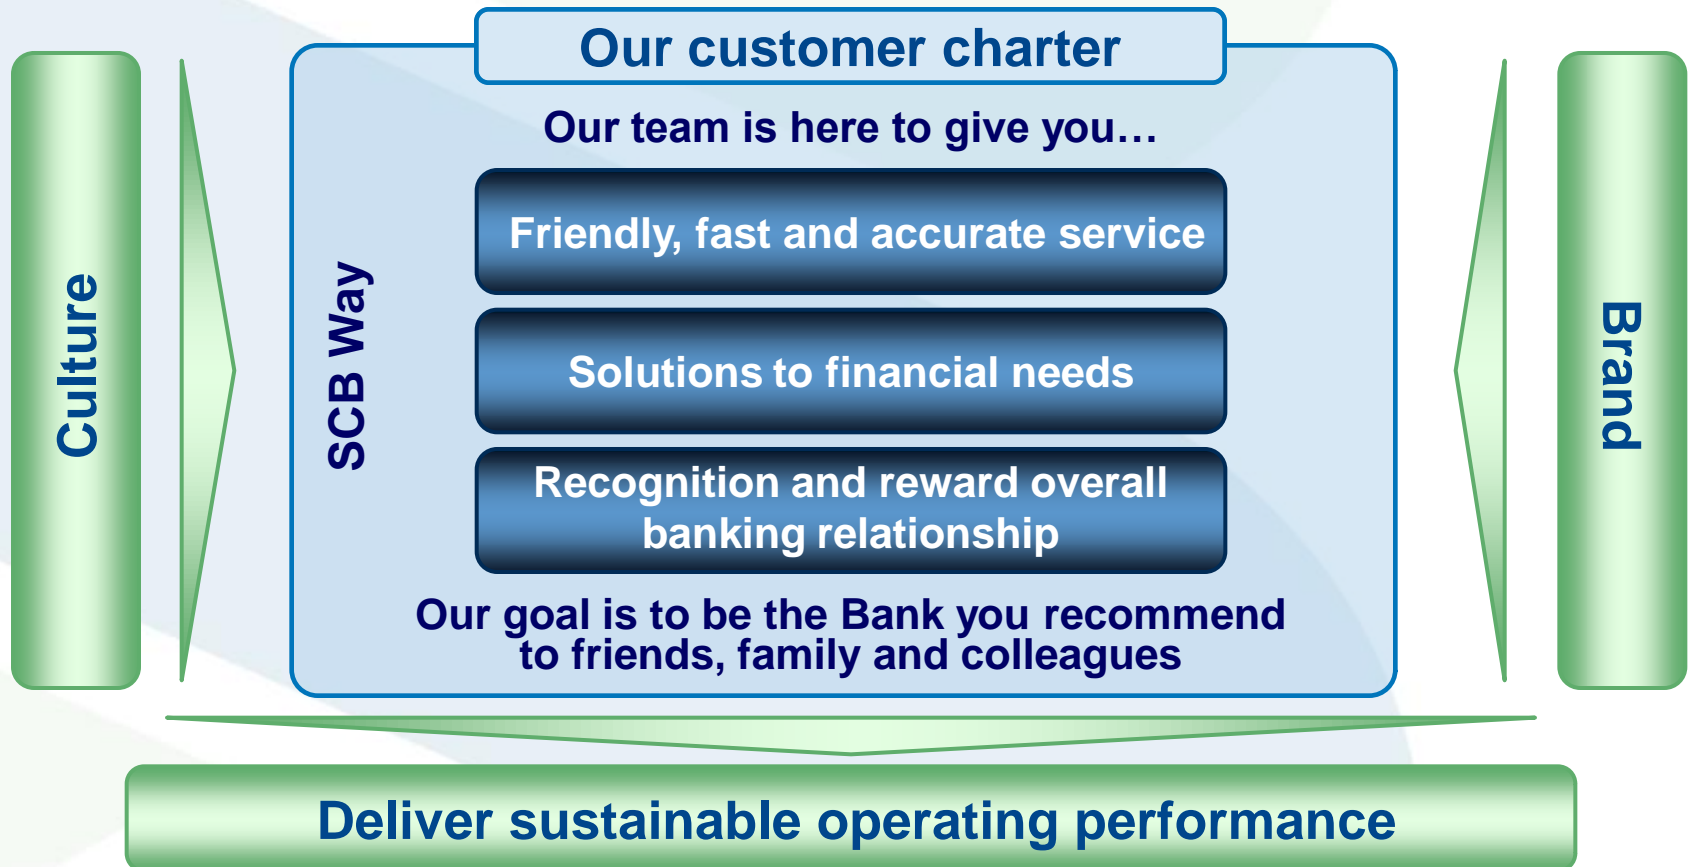 Our customer charter
Our team is here to give you…
Culture
SCB Way
Friendly, fast and accurate service
Solutions to financial needs
Recognition and reward overall
banking relationship
Brand
Our goal is to be the Bank you recommend
to friends, family and colleagues
Deliver sustainable operating performance